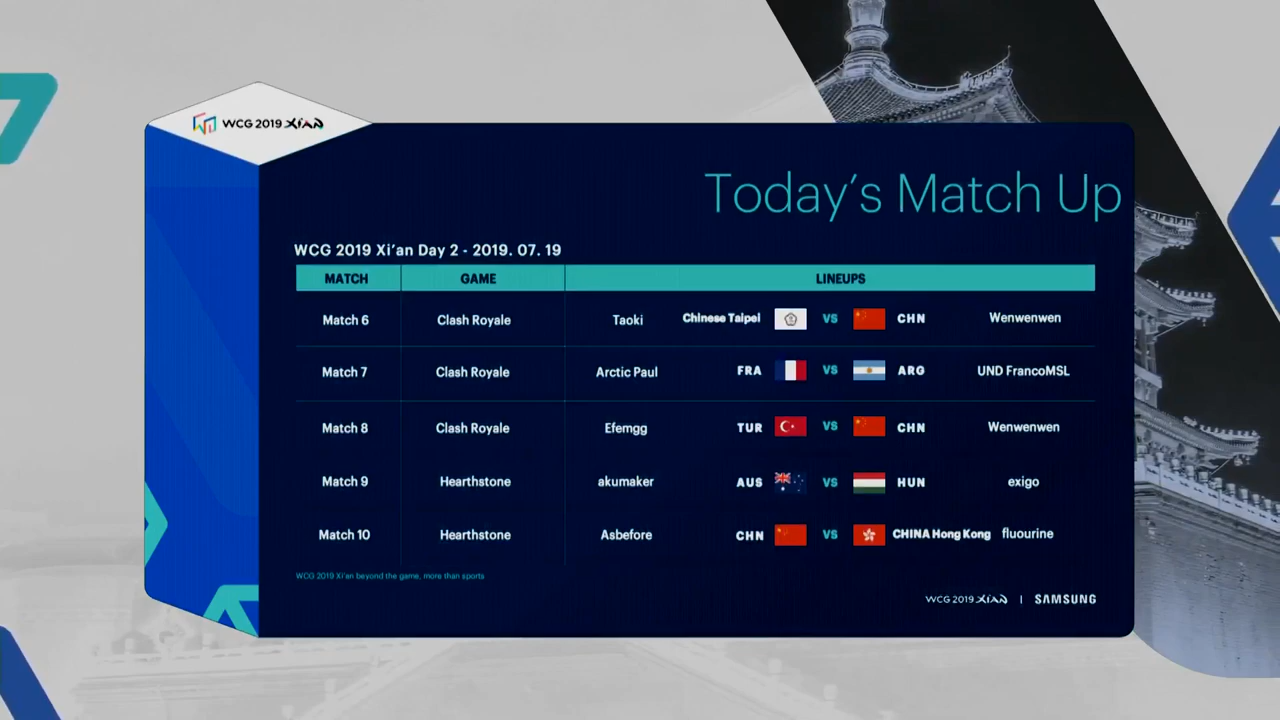 WCG 2019 XI'AN
Today's Match Up
WCG 2019 Xi'an Day 2 - 2019. 07. 19
MATCH GAME LINEUPS
Match 6 Clash Royale Taoki Chinese Taipei VS CHN Wenwenwen
Match 7 Clash Royale Arctic Paul FRA VS ARG UND FrancoMSL
Match 8 Clash Royale Efemgg TUR VS CHN Wenwenwen
Match 9 Hearthstone akumaker AUS VS HUN exigo
Match 10 Hearthstone Asbefore CHN VS CHINA Hong Kong fluourine
WCG 2019 Xi'an beyond the game, more than sports
WCG 2019 XI'AN | SAMSUNG